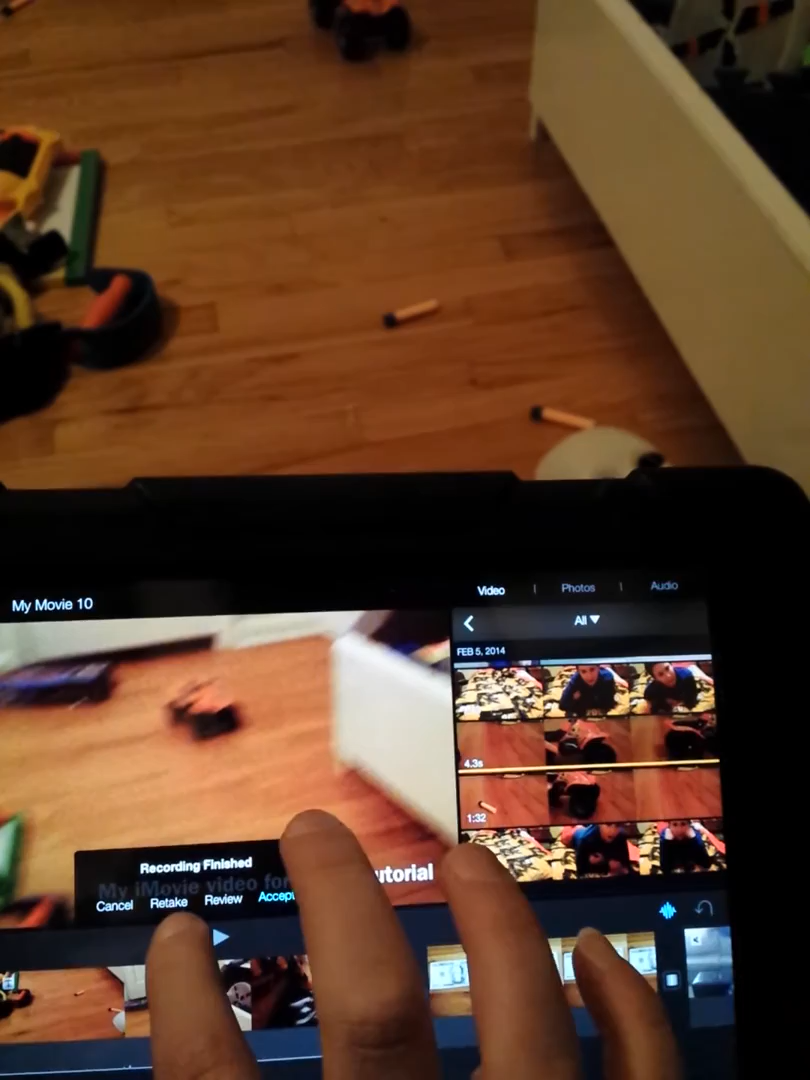 My Movie 10
Video | Photos | Audio
All
FEB 5, 2014
4.3s
1:32
Recording Finished
My iMovie video for utorial
Cancel Retake Review Accept